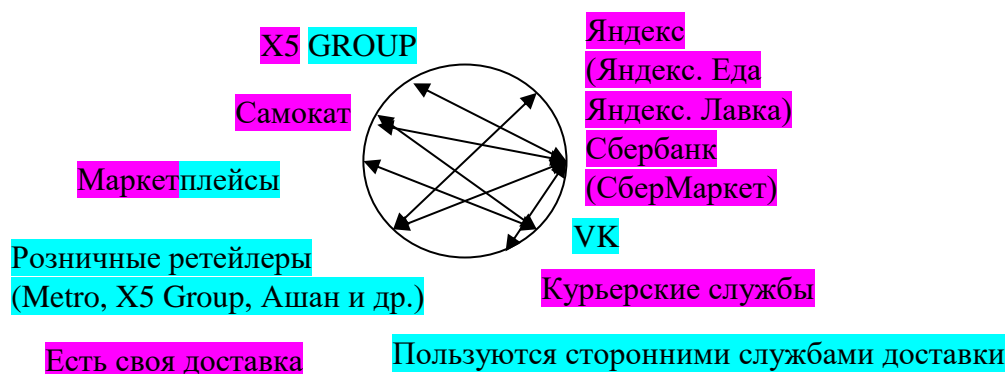 X5 GROUP
Самокат
Маркетплейсы
Розничные ретейлеры
(Metro, X5 Group, Ашан и др.)
Яндекс
(Яндекс. Еда
Яндекс. Лавка)
Сбербанк
(СберМаркет)
VK
Курьерские службы
Есть своя доставка
Пользуются сторонними службами доставки